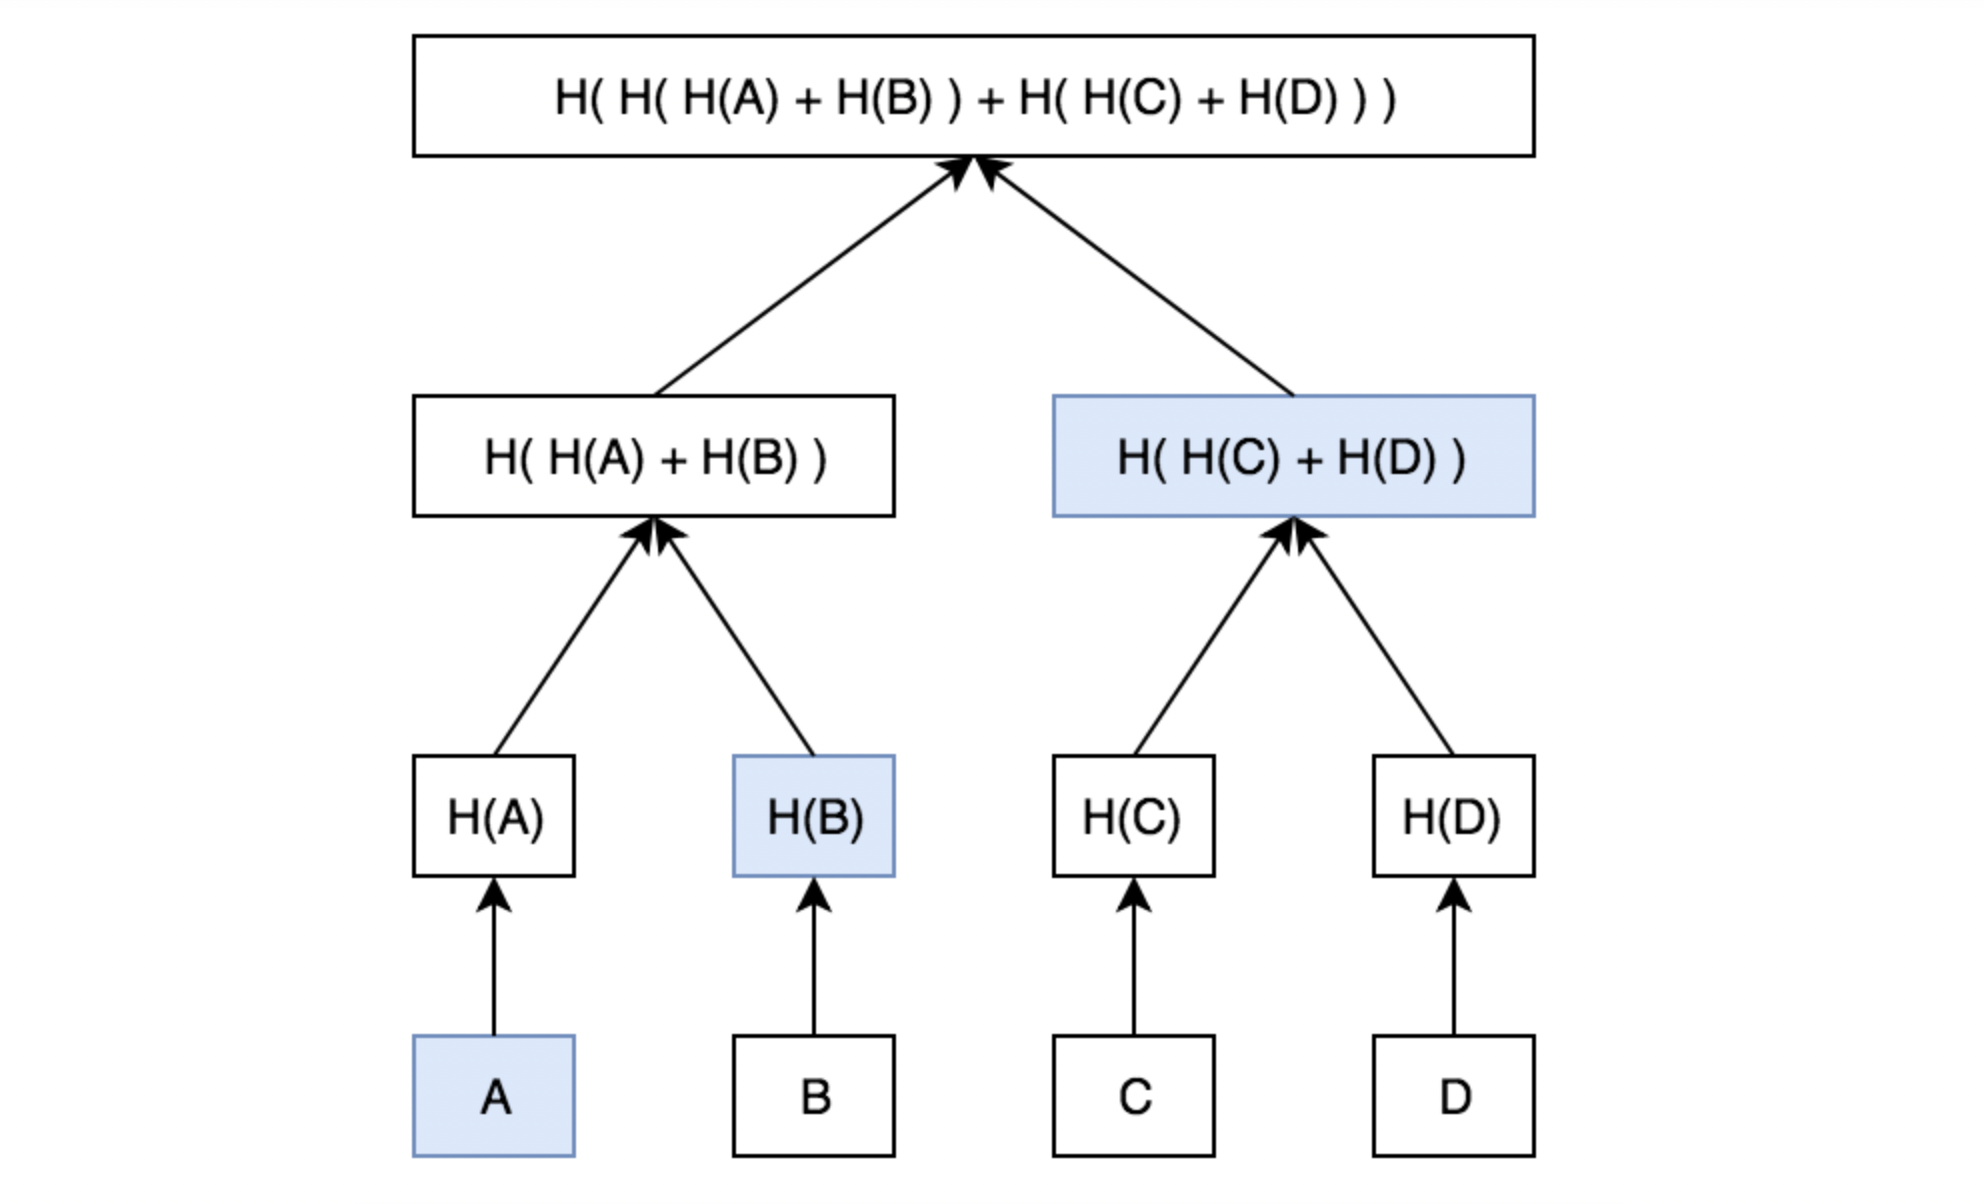 H( H( H(A) + H(B) ) + H( H(C) + H(D) ) )
H( H(A) + H(B) )
H( H(C) + H(D) )
H(A)
H(B)
H(C)
H(D)
A
B
C
D